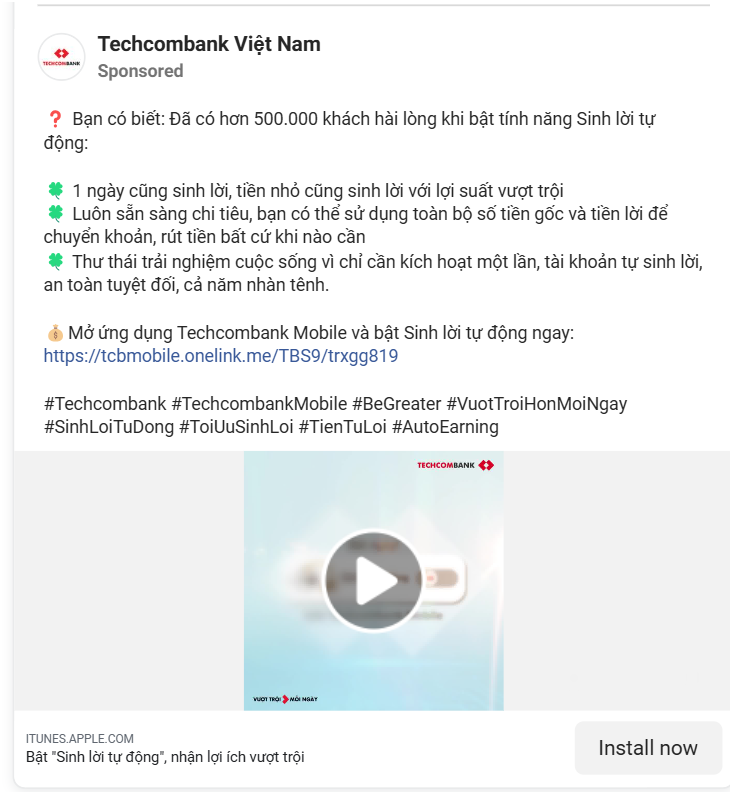 Techcombank Việt Nam
TECHCOMBANK
Sponsored
❓ Bạn có biết: Đã có hơn 500.000 khách hài lòng khi bật tính năng Sinh lời tự
động:
🍀 1 ngày cũng sinh lời, tiền nhỏ cũng sinh lời với lợi suất vượt trội
🍀 Luôn sẵn sàng chi tiêu, bạn có thể sử dụng toàn bộ số tiền gốc và tiền lời để
chuyển khoản, rút tiền bất cứ khi nào cần
🍀 Thư thái trải nghiệm cuộc sống vì chỉ cần kích hoạt một lần, tài khoản tự sinh lời,
an toàn tuyệt đối, cả năm nhàn tênh.
💰Mở ứng dụng Techcombank Mobile và bật Sinh lời tự động ngay:
https://tcbmobile.onelink.me/TBS9/trxgg819
#Techcombank #TechcombankMobile #BeGreater #VuotTroiHonMoiNgay
#SinhLoiTuDong #ToiUuSinhLoi #TienTuLoi #AutoEarning
TECHCOMBANK
VƯỢT TRỘI MỖI NGÀY
ITUNES.APPLE.COM
Bật "Sinh lời tự động", nhận lợi ích vượt trội
Install now